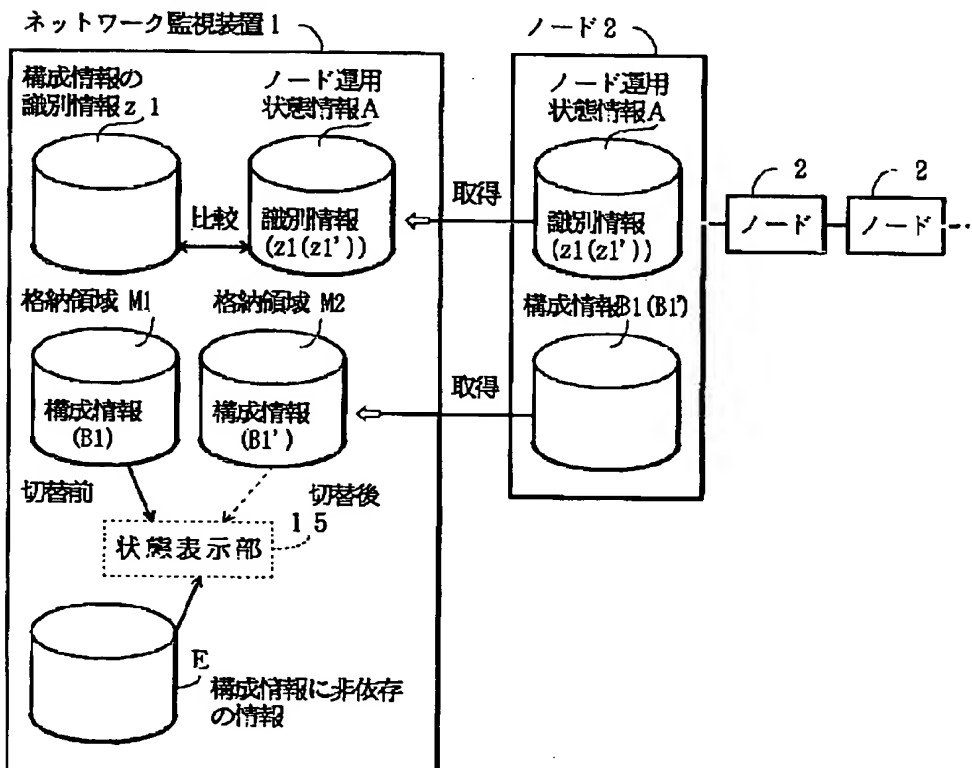 ネットワーク監視装置1
構成情報の
識別情報z1
ノード運用
状態情報A
比較
識別情報
(z1(z1'))
格納領域 M1
格納領域 M2
構成情報
(B1)
構成情報
(B1')
切替前
切替後
15
状態表示部
E
構成情報に非依存
の情報
取得
取得
ノード2
ノード運用
状態情報A
識別情報
(z1(z1'))
構成情報B1(B1')
2
ノード
2
ノード